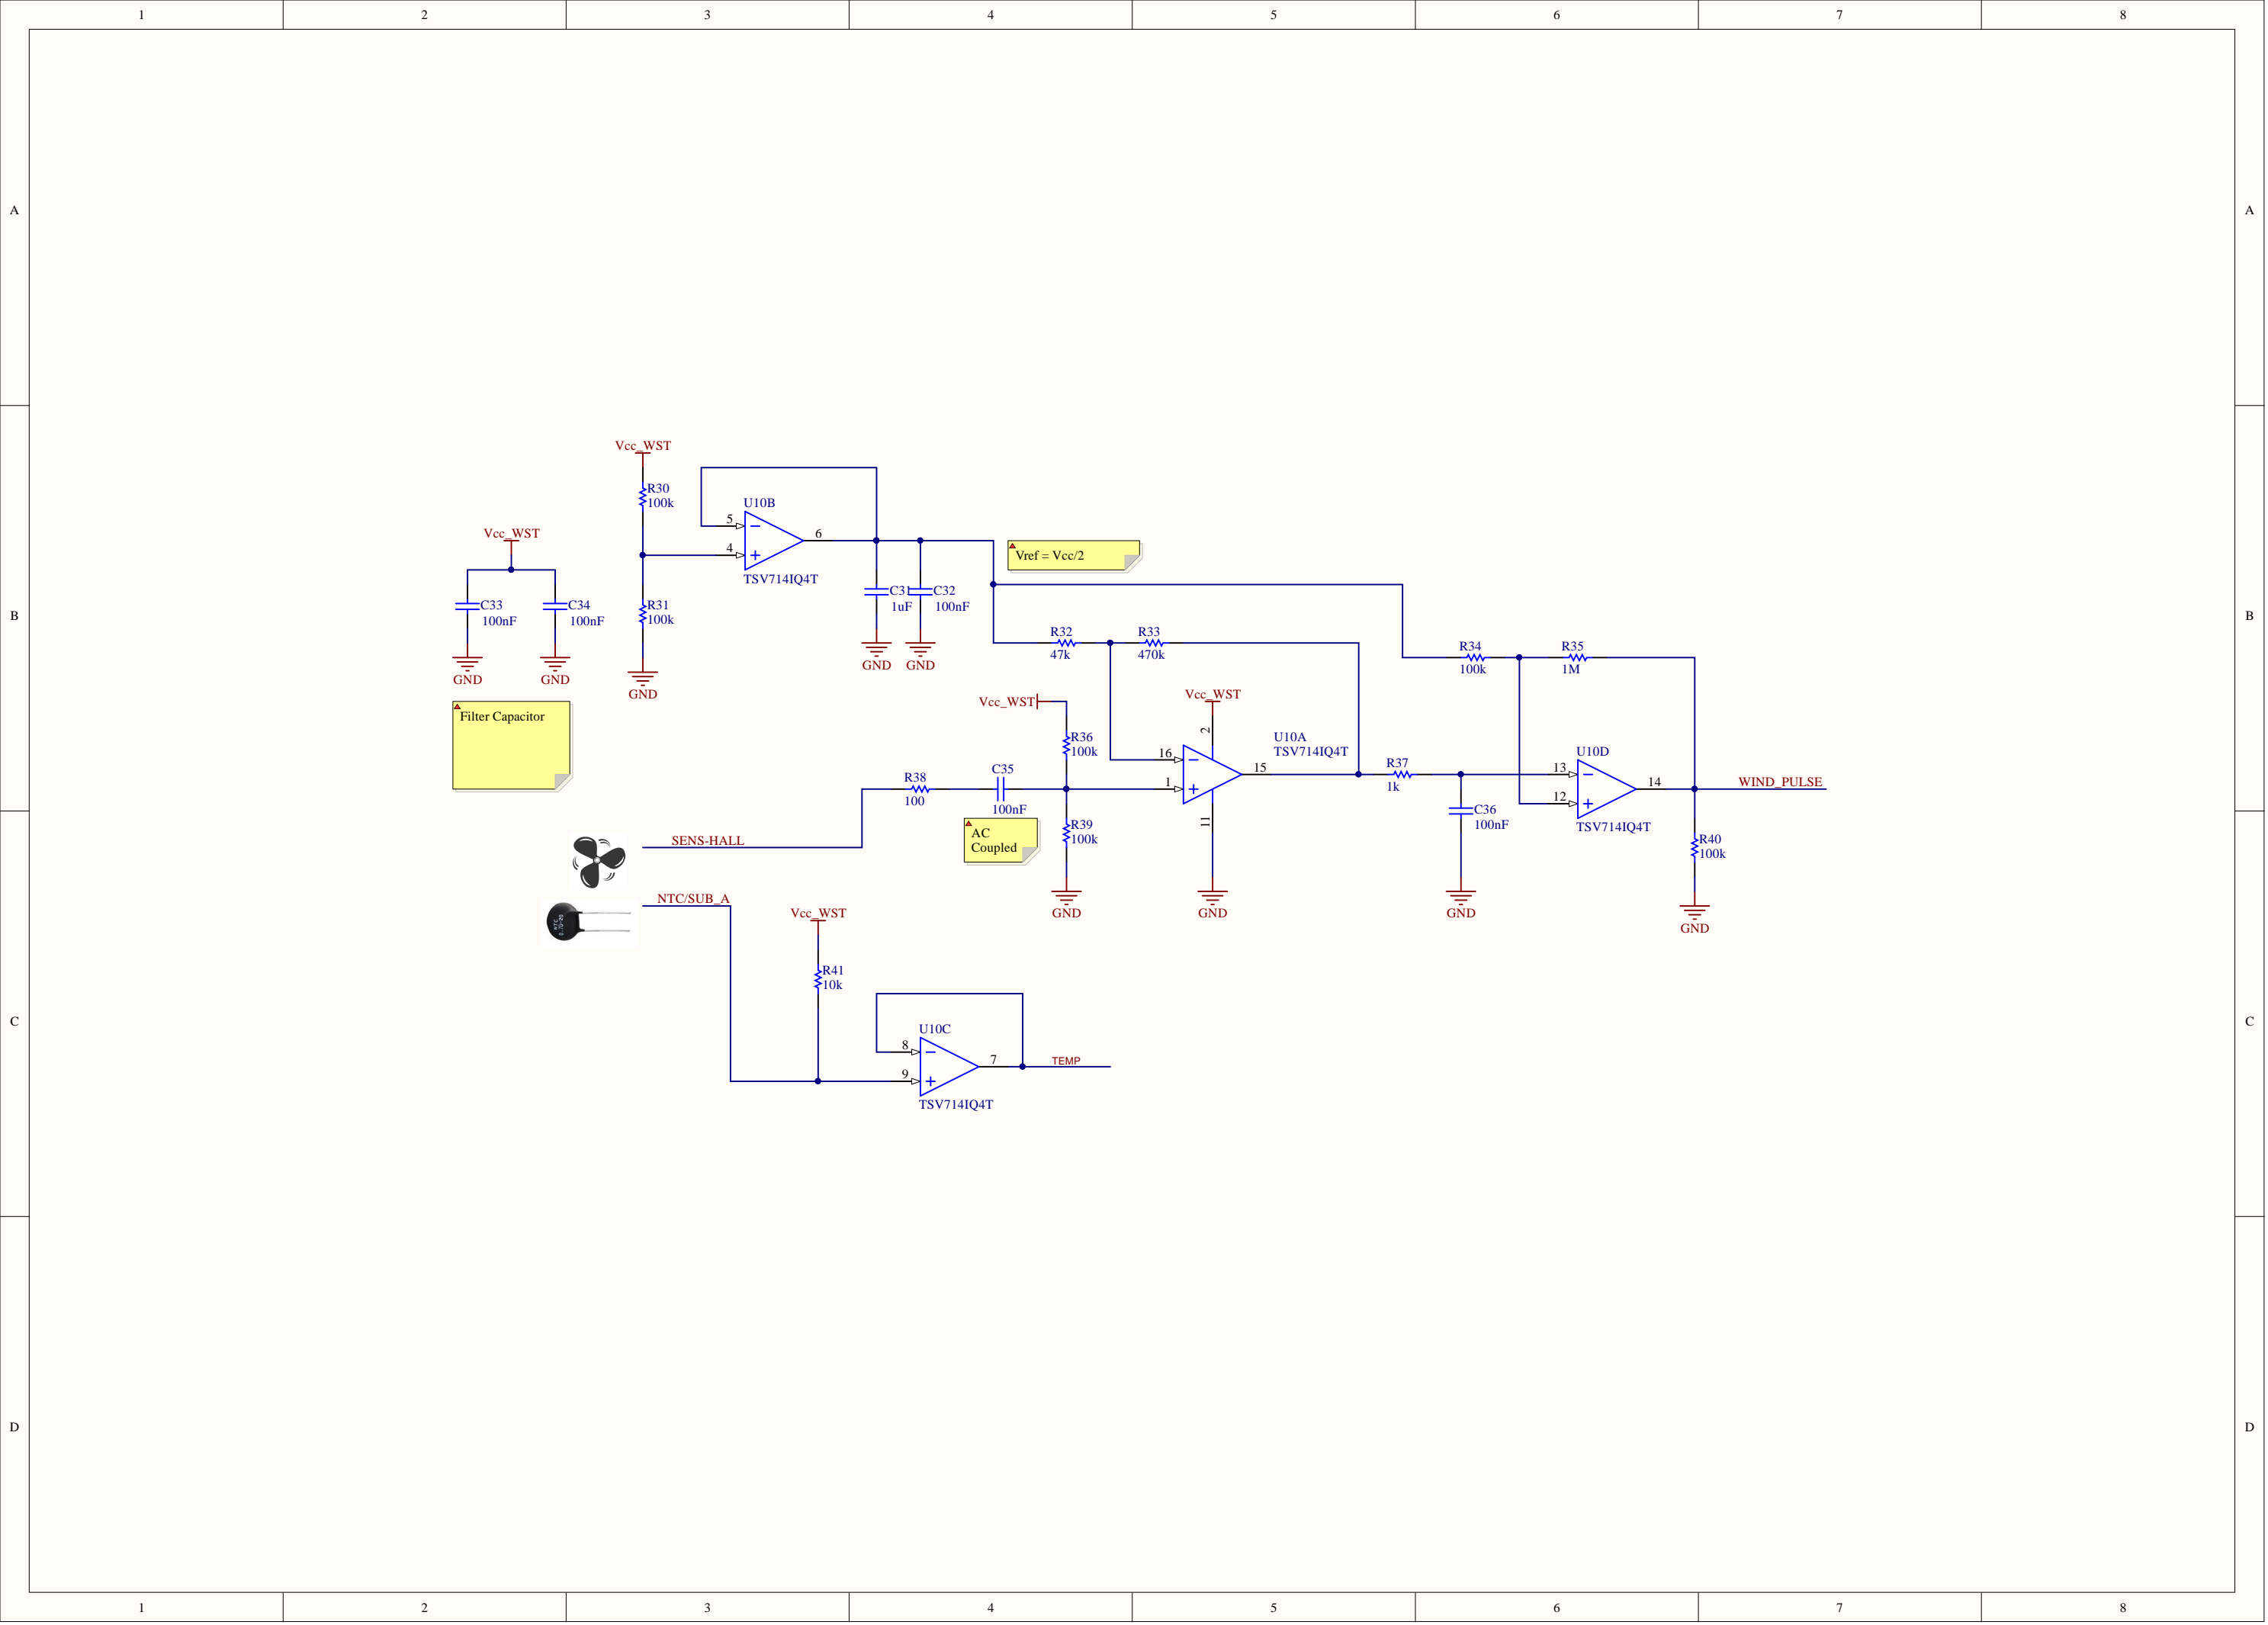 1 2 3 4 5 6 7 8
A A
Vcc_WST
R30
100k
U10B
5
4
6
TSV714IQ4T
Vcc_WST
C33
100nF
C34
100nF
GND
GND
R31
100k
GND
C31
1uF
C32
100nF
GND
GND
Vref = Vcc/2
B B
Filter Capacitor
R32
47k
R33
470k
R34
100k
R35
1M
Vcc_WST
R36
100k
Vcc_WST
2
U10A
TSV714IQ4T
16
1
15
11
GND
R38
100
C35
100nF
AC
Coupled
R39
100k
GND
R37
1k
C36
100nF
GND
U10D
13
12
14
TSV714IQ4T
WIND_PULSE
R40
100k
GND
SENS-HALL
NTC/SUB_A
NTC
Vcc_WST
R41
10k
U10C
8
9
7
TEMP
TSV714IQ4T
C C
D D
1 2 3 4 5 6 7 8